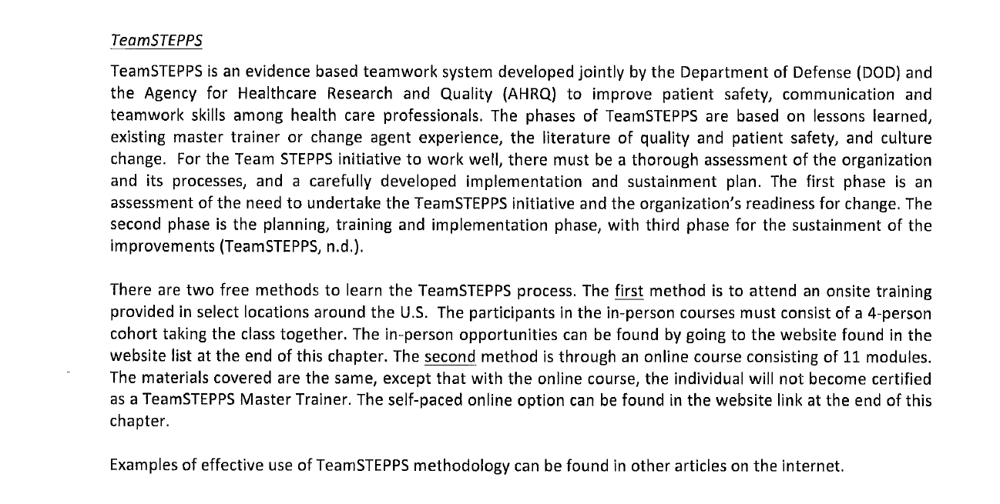 TeamSTEPPS
TeamSTEPPS is an evidence based teamwork system developed jointly by the Department of Defense (DOD) and
the Agency for Healthcare Research and Quality (AHRQ) to improve patient safety, communication and
teamwork skills among health care professionals. The phases of TeamSTEPPS are based on lessons learned,
existing master trainer or change agent experience, the literature of quality and patient safety, and culture
change.  For the Team STEPPS initiative to work well, there must be a thorough assessment of the organization
and its processes, and a carefully developed implementation and sustainment plan. The first phase is an
assessment of the need to undertake the TeamSTEPPS initiative and the organization's readiness for change. The
second phase is the planning, training and implementation phase, with third phase for the sustainment of the
improvements (TeamSTEPPS, n.d.).
There are two free methods to learn the TeamSTEPPS process. The first method is to attend an onsite training
provided in select locations around the U.S.  The participants in the in-person courses must consist of a 4-person
cohort taking the class together. The in-person opportunities can be found by going to the website found in the
website list at the end of this chapter. The second method is through an online course consisting of 11 modules.
The materials covered are the same, except that with the online course, the individual will not become certified
as a TeamSTEPPS Master Trainer. The self-paced online option can be found in the website link at the end of this
chapter.
Examples of effective use of TeamSTEPPS methodology can be found in other articles on the internet.